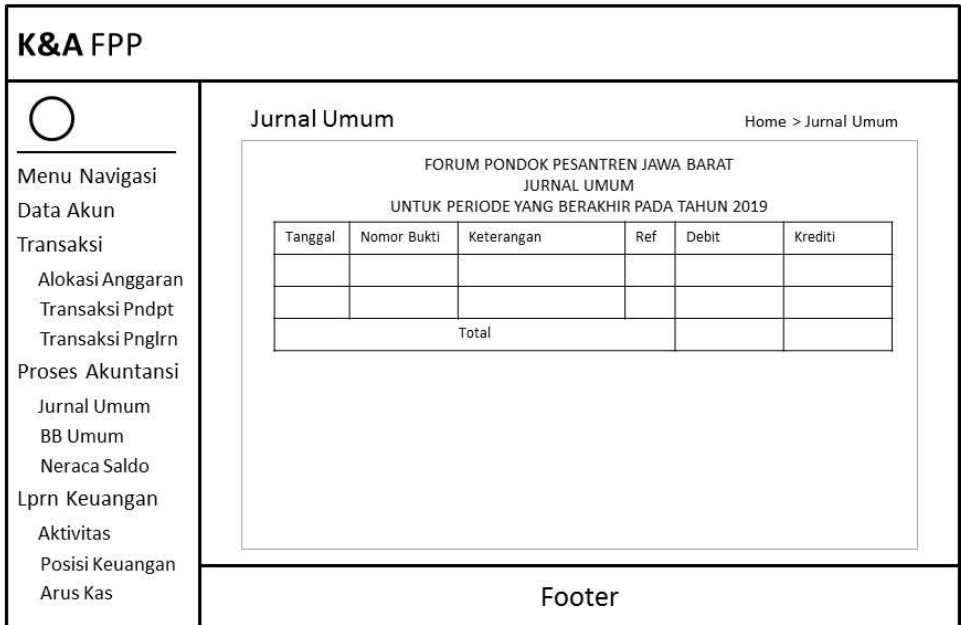 K&A FPP
Menu Navigasi
Data Akun
Transaksi
Alokasi Anggaran
Transaksi Pndpt
Transaksi Pnglrn
Proses Akuntansi
Jurnal Umum
BB Umum
Neraca Saldo
Lprn Keuangan
Aktivitas
Posisi Keuangan
Arus Kas
Jurnal Umum
Home > Jurnal Umum
FORUM PONDOK PESANTREN JAWA BARAT
JURNAL UMUM
UNTUK PERIODE YANG BERAKHIR PADA TAHUN 2019
Tanggal Nomor Bukti Keterangan Ref Debit Krediti
Total
Footer